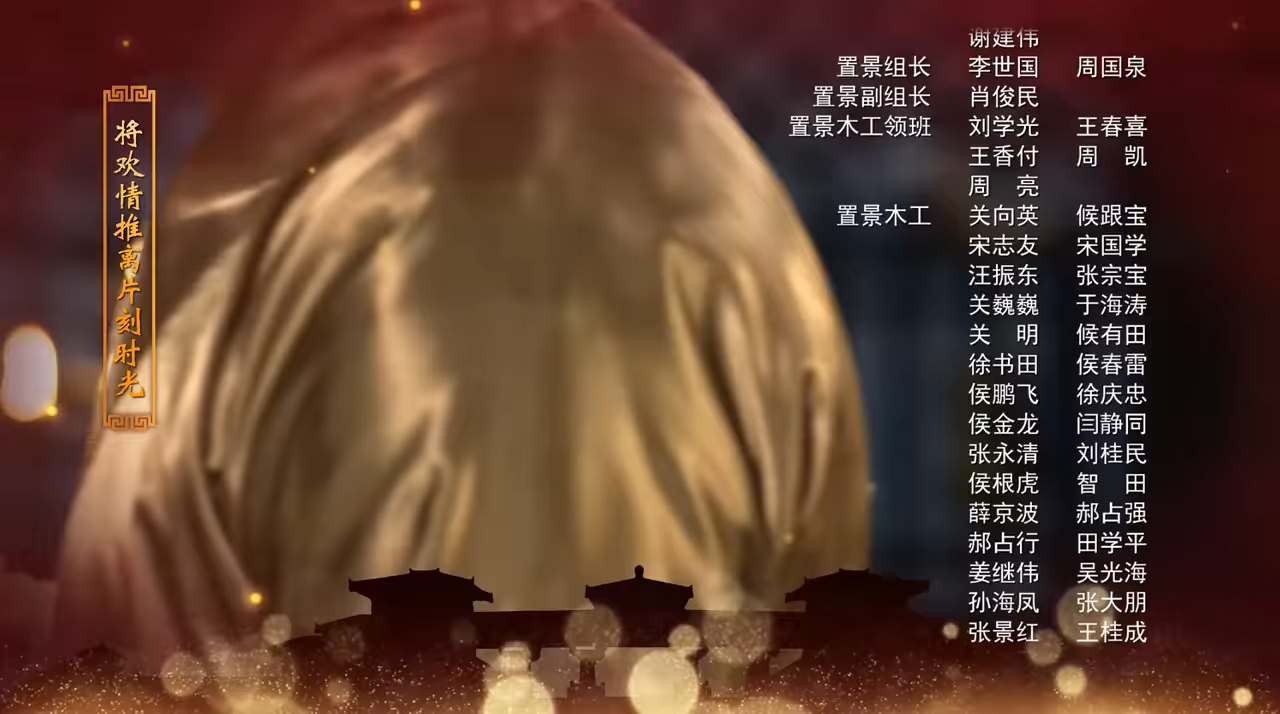 将欢情推离片刻时光
谢建伟
置景组长 李世国 周国泉
置景副组长 肖俊民
置景木工领班 刘学光 王春喜
王香付 周 凯
周 亮
置景木工 关向英 候跟宝
宋志友 宋国学
汪振东 张宗宝
关巍巍 于海涛
关 明 候有田
徐书田 侯春雷
侯鹏飞 徐庆忠
侯金龙 闫静同
张永清 刘桂民
侯根虎 智 田
薛京波 郝占强
郝占行 田学平
姜继伟 吴光海
孙海凤 张大朋
张景红 王桂成